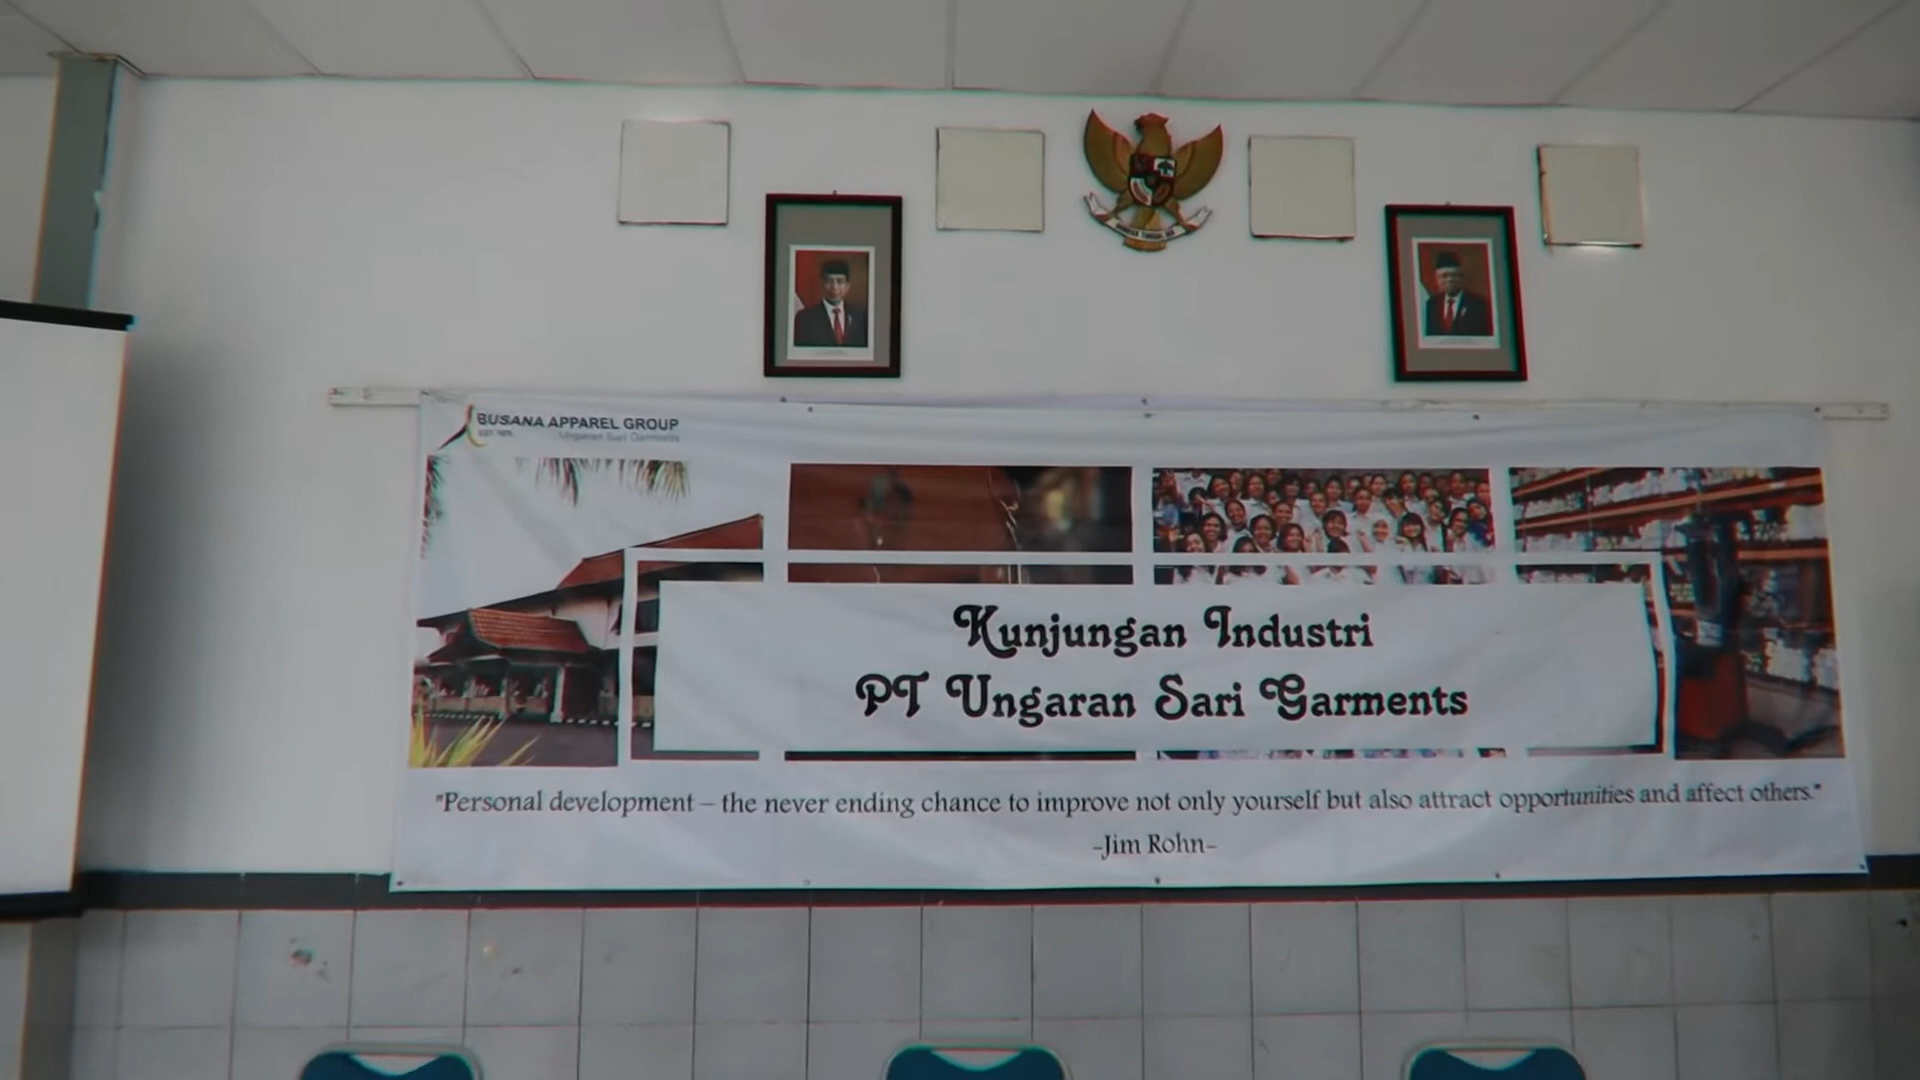 BUSANA APPAREL GROUP
Ungaran Sari Garments
Kunjungan Industri
PT Ungaran Sari Garments
"Personal development – the never ending chance to improve not only yourself but also attract opportunities and affect others."
-Jim Rohn-